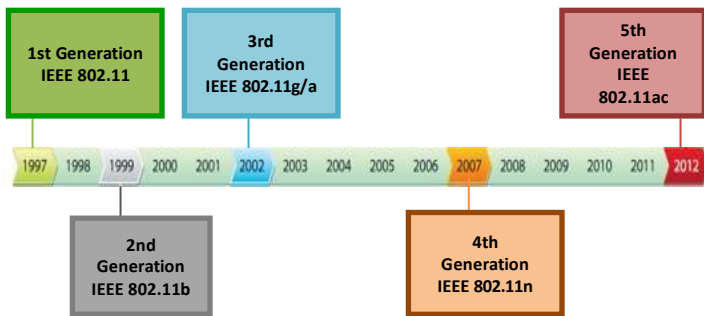 1st Generation
IEEE 802.11
3rd
Generation
IEEE 802.11g/a
5th
Generation
IEEE
802.11ac
1997 1998 1999 2000 2001 2002 2003 2004 2005 2006 2007 2008 2009 2010 2011 2012
2nd
Generation
IEEE 802.11b
4th
Generation
IEEE 802.11n